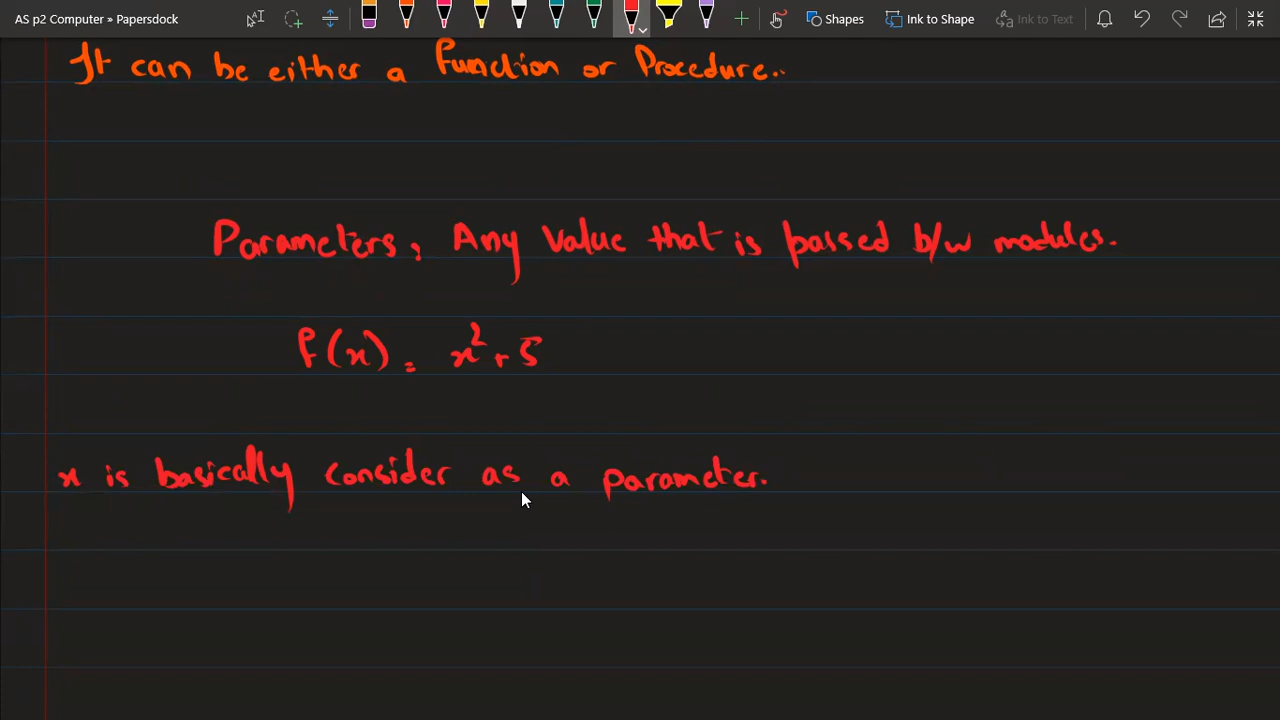 AS p2 Computer » Papersdock
Shapes
Ink to Shape
Ink to Text
It can be either a Function or Procedure..
Parameters, Any Value that is passed b/w modules.
f(x) = x² + 5
x is basically consider as a parameter.